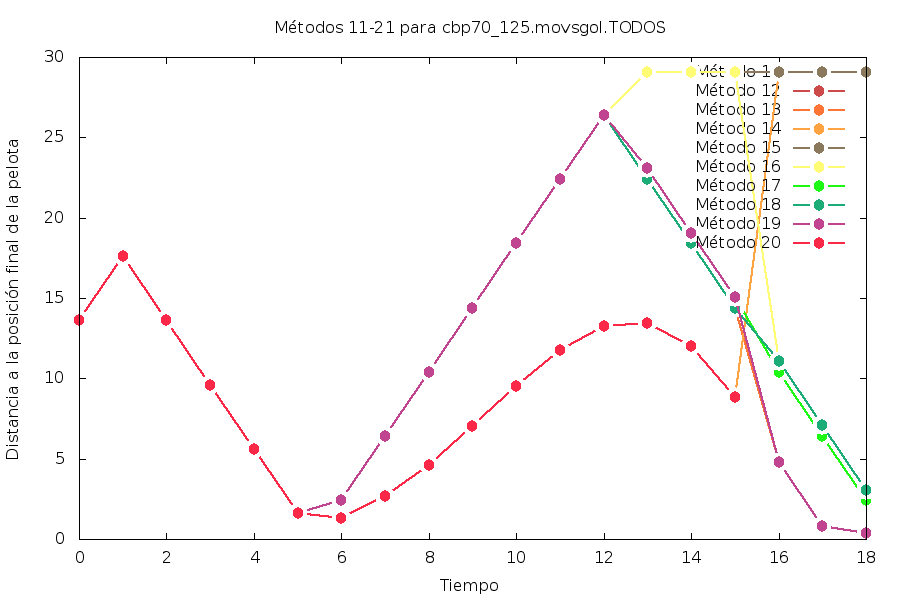 Métodos 11-21 para cbp70_125.movsgol.TODOS
Distancia a la posición final de la pelota
30
25
20
15
10
5
0
Método 12
Método 13
Método 14
Método 15
Método 16
Método 17
Método 18
Método 19
Método 20
0 2 4 6 8 10 12 14 16 18
Tiempo